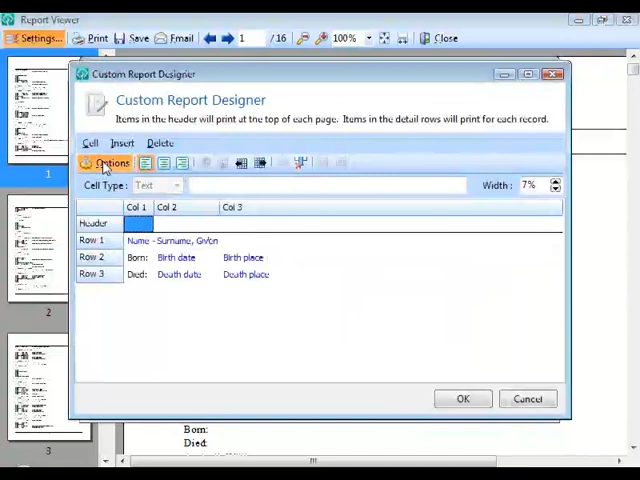 Report Viewer
Settings... Print Save Email 1 / 16 100% Close
Custom Report Designer
Custom Report Designer
Items in the header will print at the top of each page. Items in the detail rows will print for each record.
Cell Insert Delete
Options
Cell Type: Text Width: 7%
Col 1 Col 2 Col 3
Header
Row 1 Name - Surname, Given
Row 2 Born: Birth date Birth place
Row 3 Died: Death date Death place
OK Cancel
1
2
3
Born:
Died: